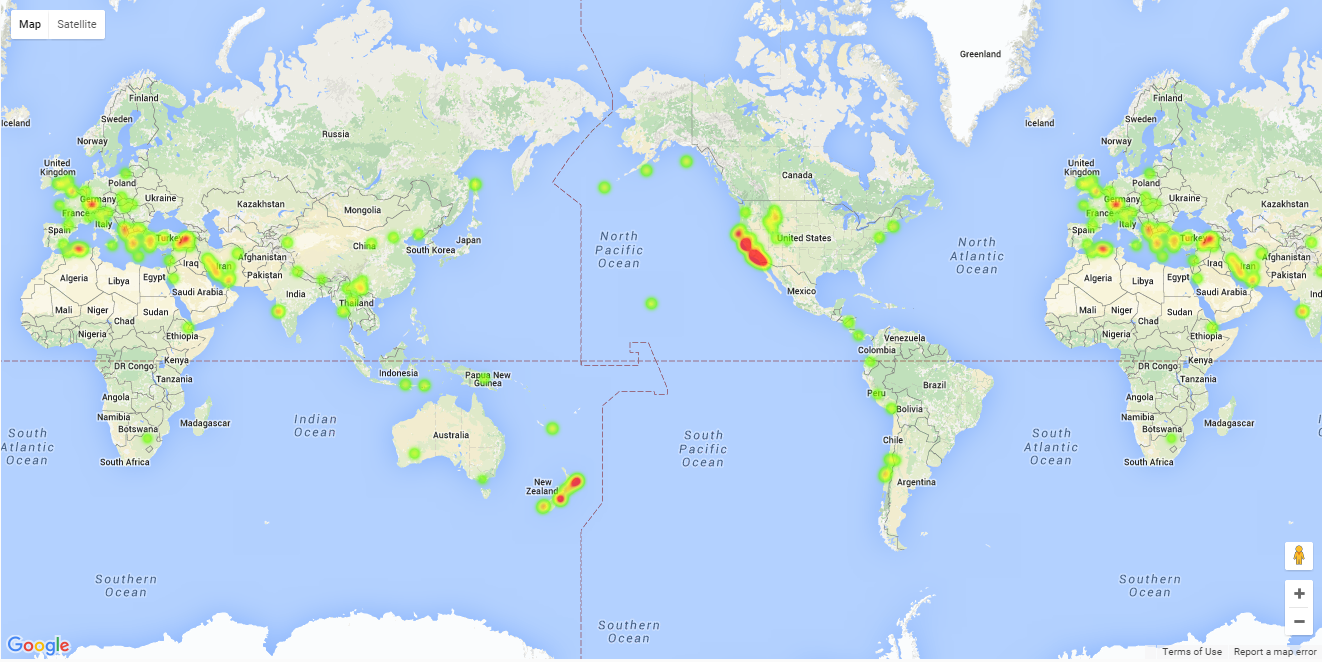 Map
Satellite
Greenland
Iceland
Finland
Sweden
Norway
Russia
United
Kingdom
Poland
Germany
Ukraine
France
Kazakhstan
Mongolia
Italy
Spain
Turkey
China
Japan
South Korea
Afghanistan
Iraq
Iran
Pakistan
Algeria
Libya
Egypt
Saudi Arabia
India
Thailand
Mali
Niger
Chad
Sudan
Nigeria
Ethiopia
Kenya
DR Congo
Tanzania
Angola
Namibia
Botswana
Madagascar
South Africa
Indonesia
Papua New
Guinea
Australia
New
Zealand
Indian
Ocean
South
Atlantic
Ocean
Southern
Ocean
North
Pacific
Ocean
South
Pacific
Ocean
Southern
Ocean
Canada
United States
Mexico
Venezuela
Colombia
Brazil
Peru
Bolivia
Chile
Argentina
North
Atlantic
Ocean
South
Atlantic
Ocean
Iceland
Finland
Sweden
Norway
United
Kingdom
Poland
Germany
Ukraine
France
Kazakhstan
Italy
Spain
Turkey
Afghanistan
Iraq
Iran
Pakistan
Algeria
Libya
Egypt
Saudi Arabia
Ind
Mali
Niger
Chad
Sudan
Nigeria
Ethiopia
Kenya
DR Congo
Tanzania
Angola
Namibia
Botswana
Madagascar
South Africa
Southern
Ocean
Google
Terms of Use
Report a map error